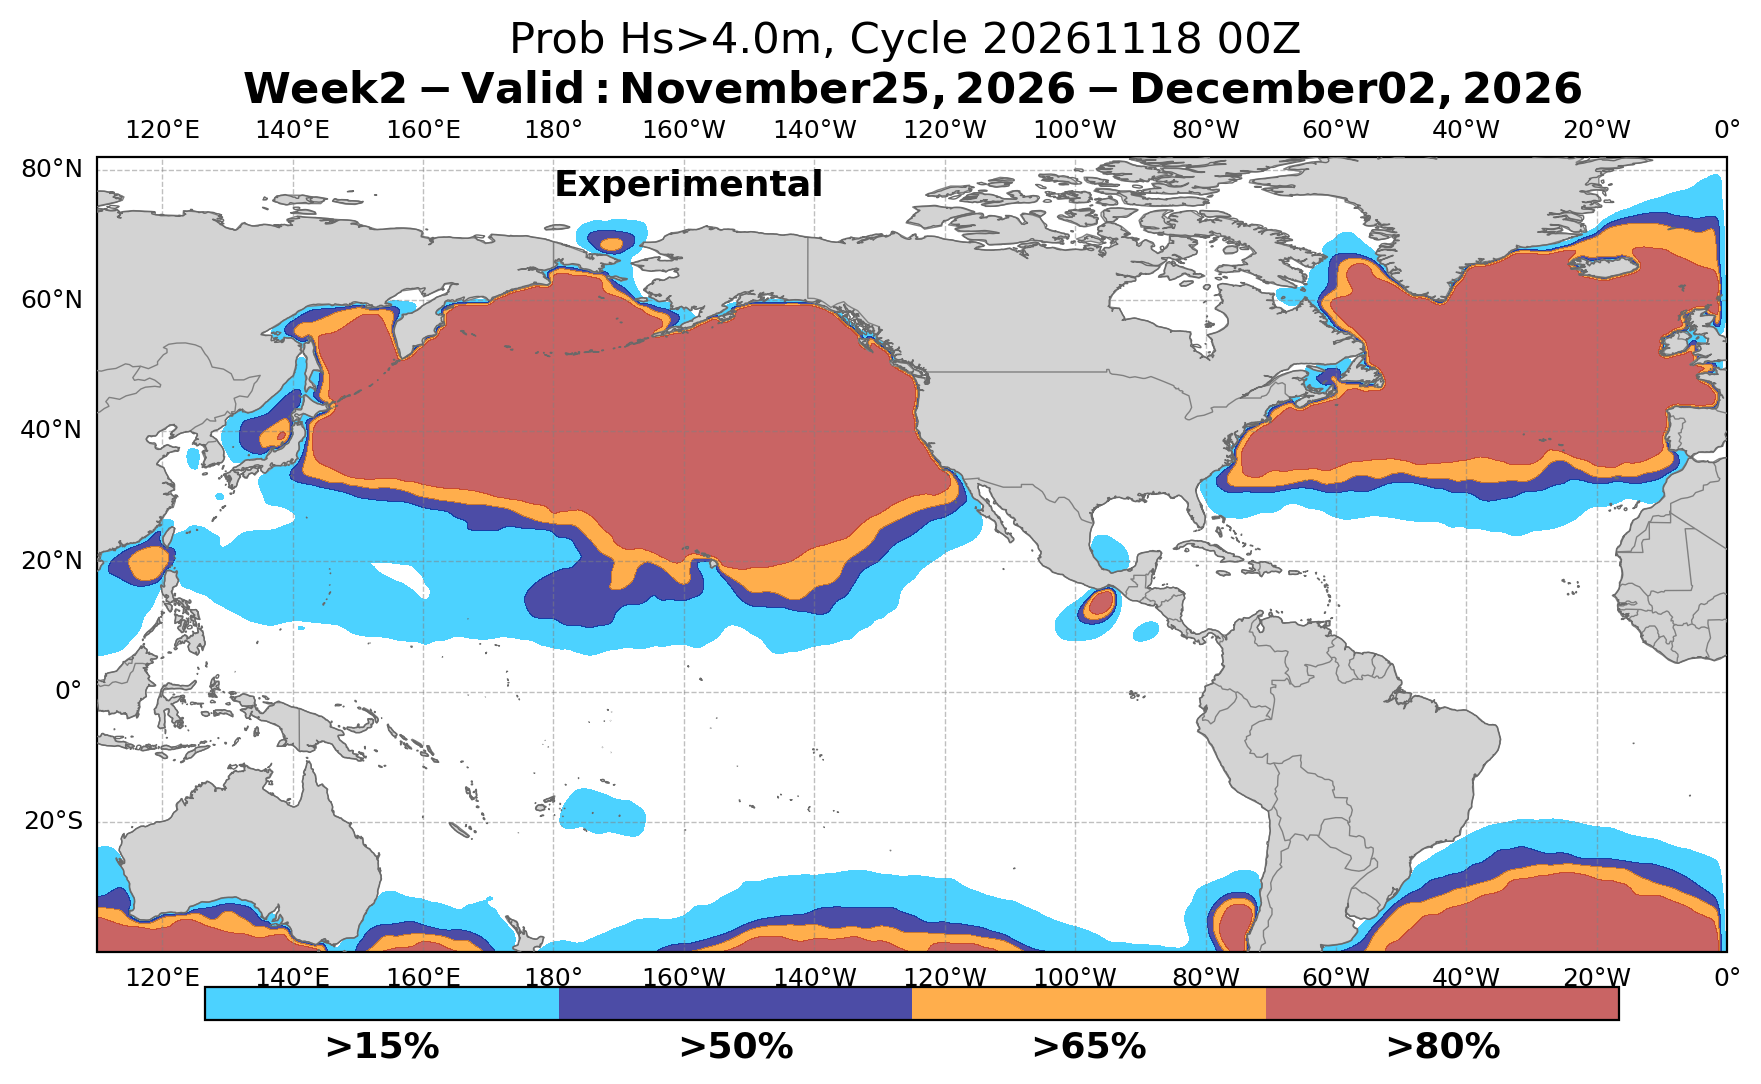 Prob Hs>4.0m, Cycle 20261118 00Z
Week2 − Valid : November25, 2026 − December02, 2026
120°E 140°E 160°E 180° 160°W 140°W 120°W 100°W 80°W 60°W 40°W 20°W 0°
80°N
Experimental
60°N
40°N
20°N
0°
20°S
120°E 140°E 160°E 180° 160°W 140°W 120°W 100°W 80°W 60°W 40°W 20°W 0°
>15% >50% >65% >80%